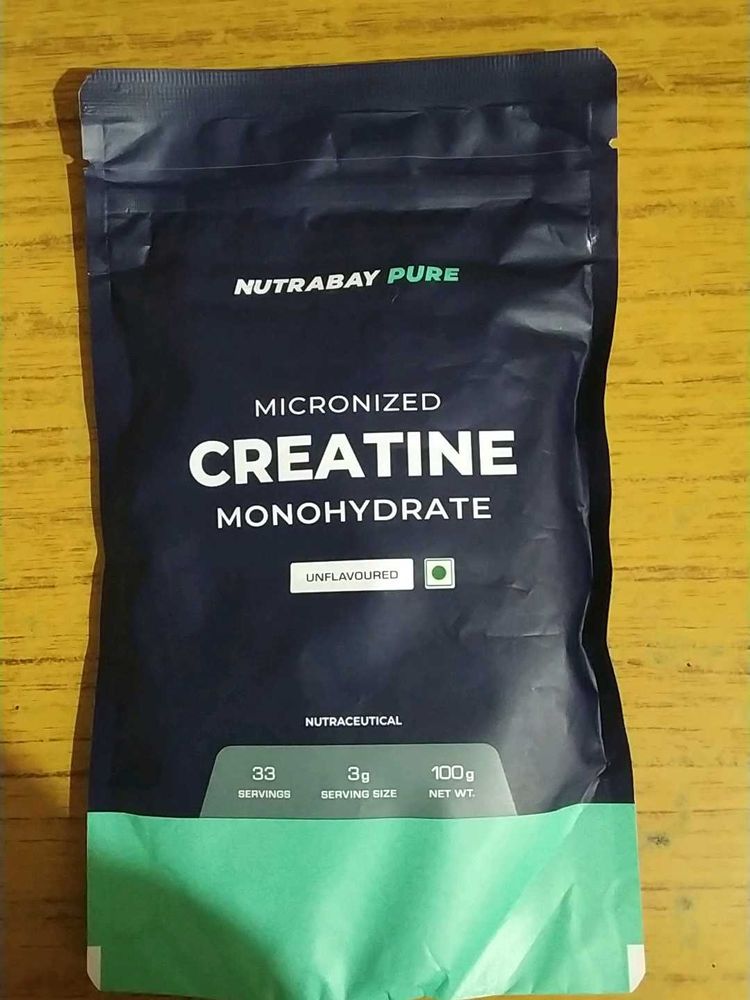 NUTRABAY PURE
MICRONIZED
CREATINE
MONOHYDRATE
UNFLAVOURED
NUTRACEUTICAL
33 3g 100g
SERVINGS SERVING SIZE NET WT.